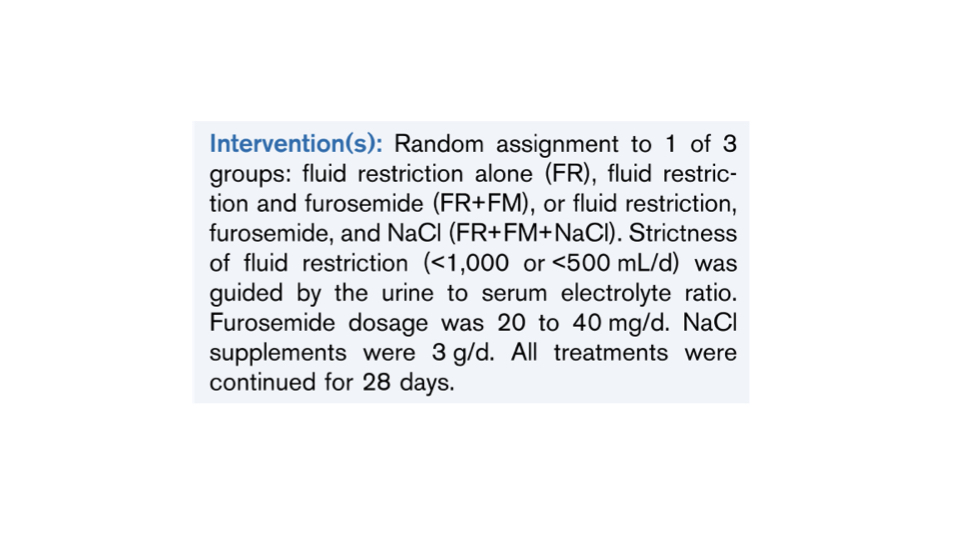 Intervention(s): Random assignment to 1 of 3
groups: fluid restriction alone (FR), fluid restric-
tion and furosemide (FR+FM), or fluid restriction,
furosemide, and NaCl (FR+FM+NaCl). Strictness
of fluid restriction (<1,000 or <500 mL/d) was
guided by the urine to serum electrolyte ratio.
Furosemide dosage was 20 to 40 mg/d. NaCl
supplements were 3 g/d. All treatments were
continued for 28 days.